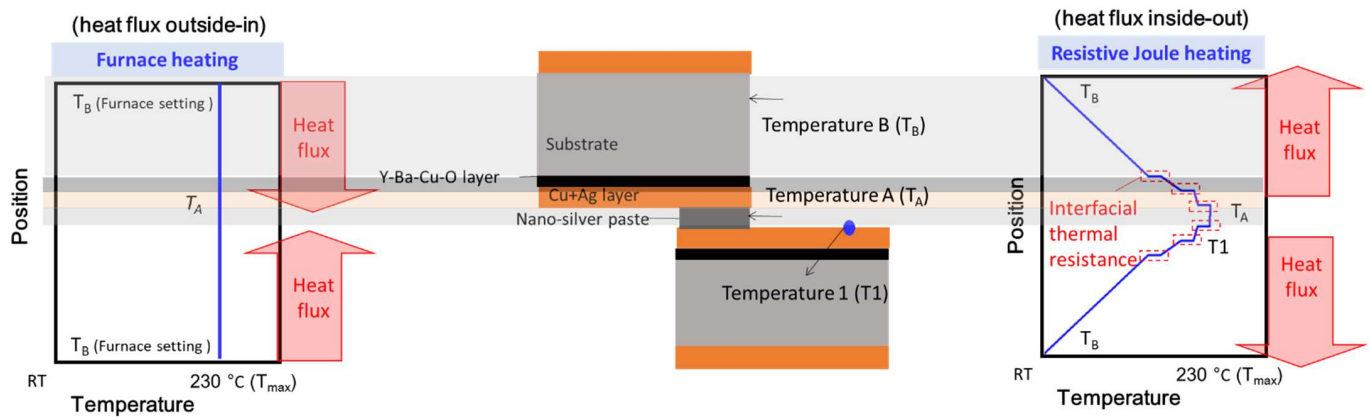 (heat flux outside-in)
Furnace heating
T_B (Furnace setting)
Heat
flux
T_A
Position
Heat
flux
T_B (Furnace setting)
RT
230 °C (T_max)
Temperature
Substrate
Temperature B (T_B)
Y-Ba-Cu-O layer
Cu+Ag layer
Temperature A (T_A)
Nano-silver paste
Temperature 1 (T1)
(heat flux inside-out)
Resistive Joule heating
T_B
Heat
flux
Position
Interfacial
thermal
resistance
T_A
T1
Heat
flux
T_B
RT
230 °C (T_max)
Temperature